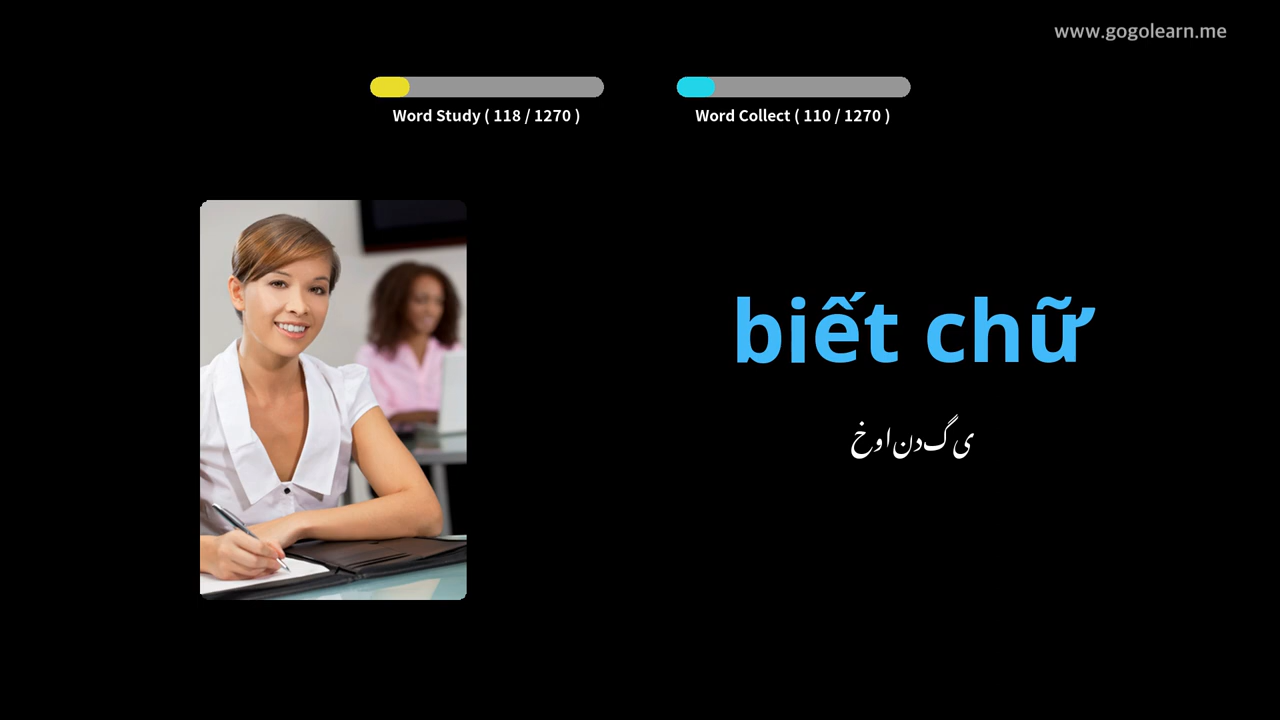 www.gogolearn.me
Word Study ( 118 / 1270 )
Word Collect ( 110 / 1270 )
biết chữ
خواندگی